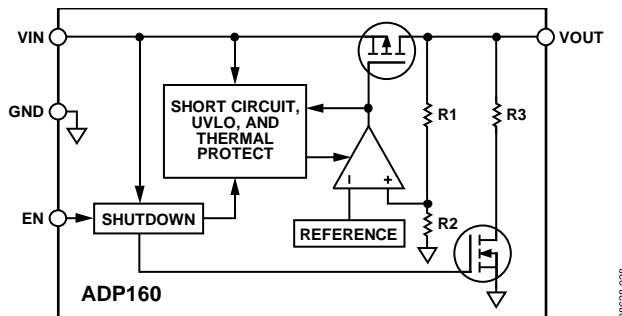 VIN
VOUT
GND
SHORT CIRCUIT,
UVLO, AND
THERMAL
PROTECT
R1
R3
EN
SHUTDOWN
–
+
R2
REFERENCE
ADP160